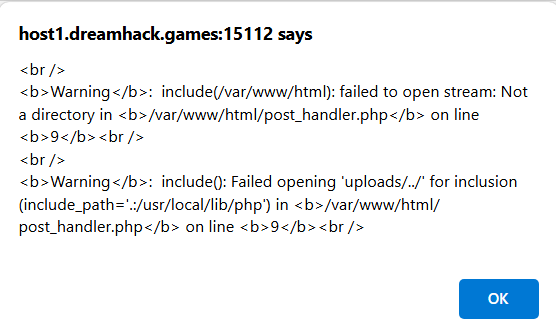 host1.dreamhack.games:15112 says
<br />
<b>Warning</b>:  include(/var/www/html): failed to open stream: Not
a directory in <b>/var/www/html/post_handler.php</b> on line
<b>9</b><br />
<br />
<b>Warning</b>:  include(): Failed opening 'uploads/../' for inclusion
(include_path='.:/usr/local/lib/php') in <b>/var/www/html/
post_handler.php</b> on line <b>9</b><br />
OK